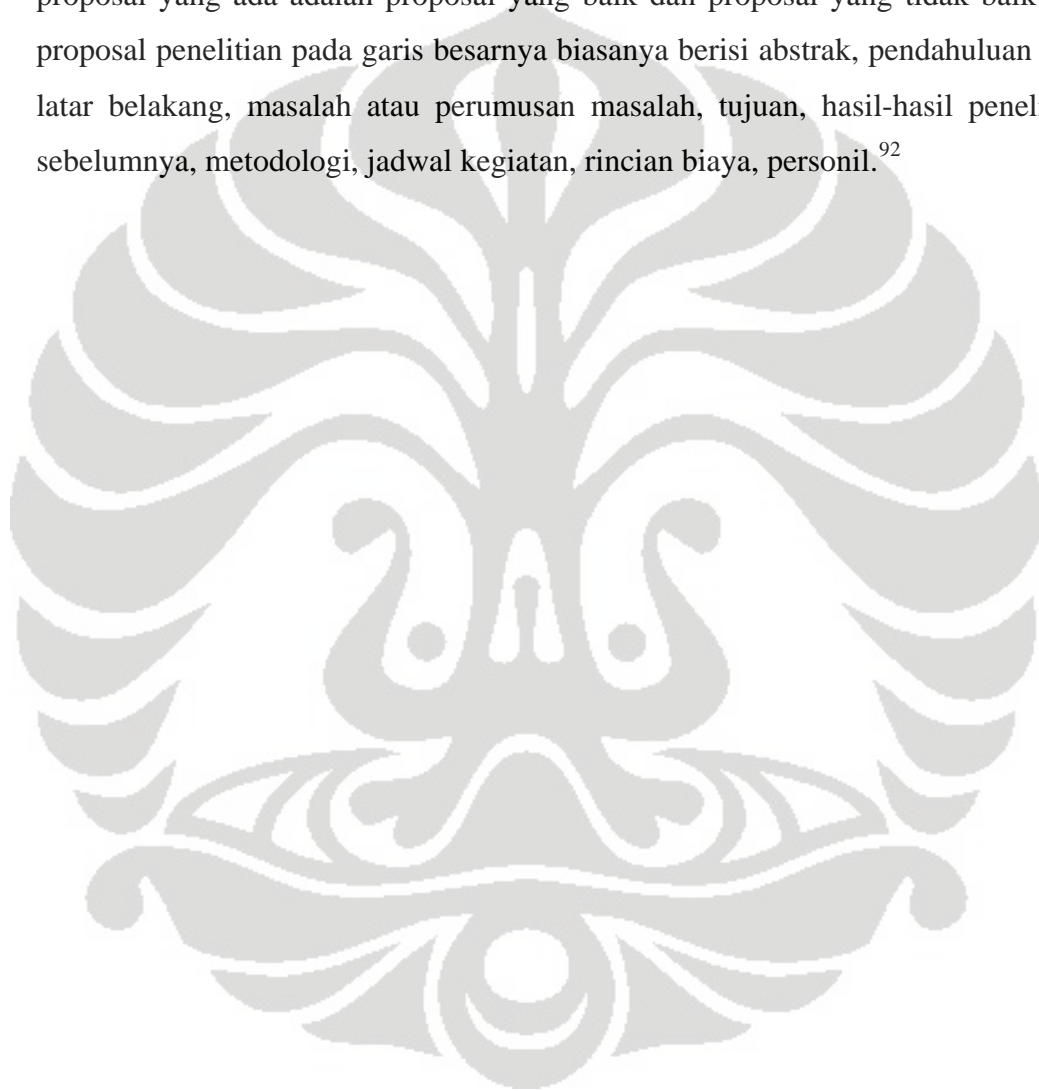 proposal yang ada adalah proposal yang baik dan proposal yang tidak baik
proposal penelitian pada garis besarnya biasanya berisi abstrak, pendahuluan
latar belakang, masalah atau perumusan masalah, tujuan, hasil-hasil penel
sebelumnya, metodologi, jadwal kegiatan, rincian biaya, personil.92